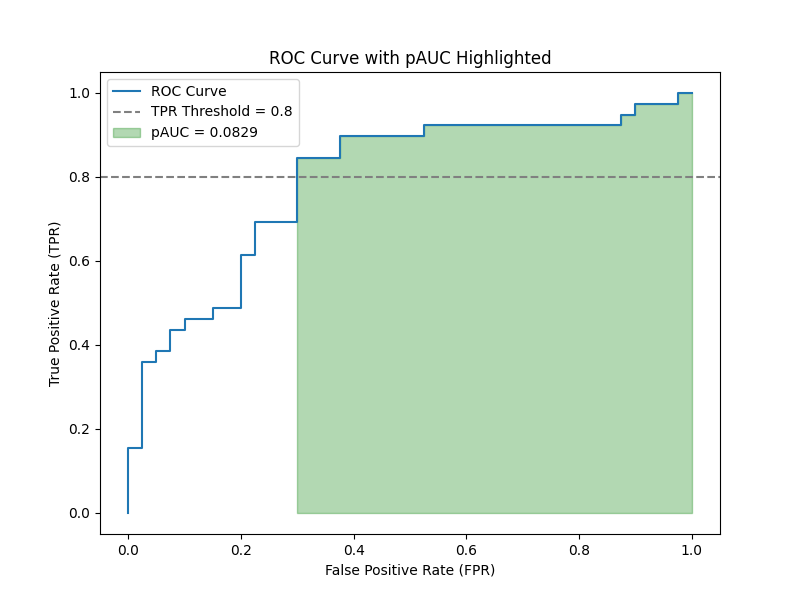 ROC Curve with pAUC Highlighted
ROC Curve
TPR Threshold = 0.8
pAUC = 0.0829
True Positive Rate (TPR)
1.0
0.8
0.6
0.4
0.2
0.0
0.0 0.2 0.4 0.6 0.8 1.0
False Positive Rate (FPR)